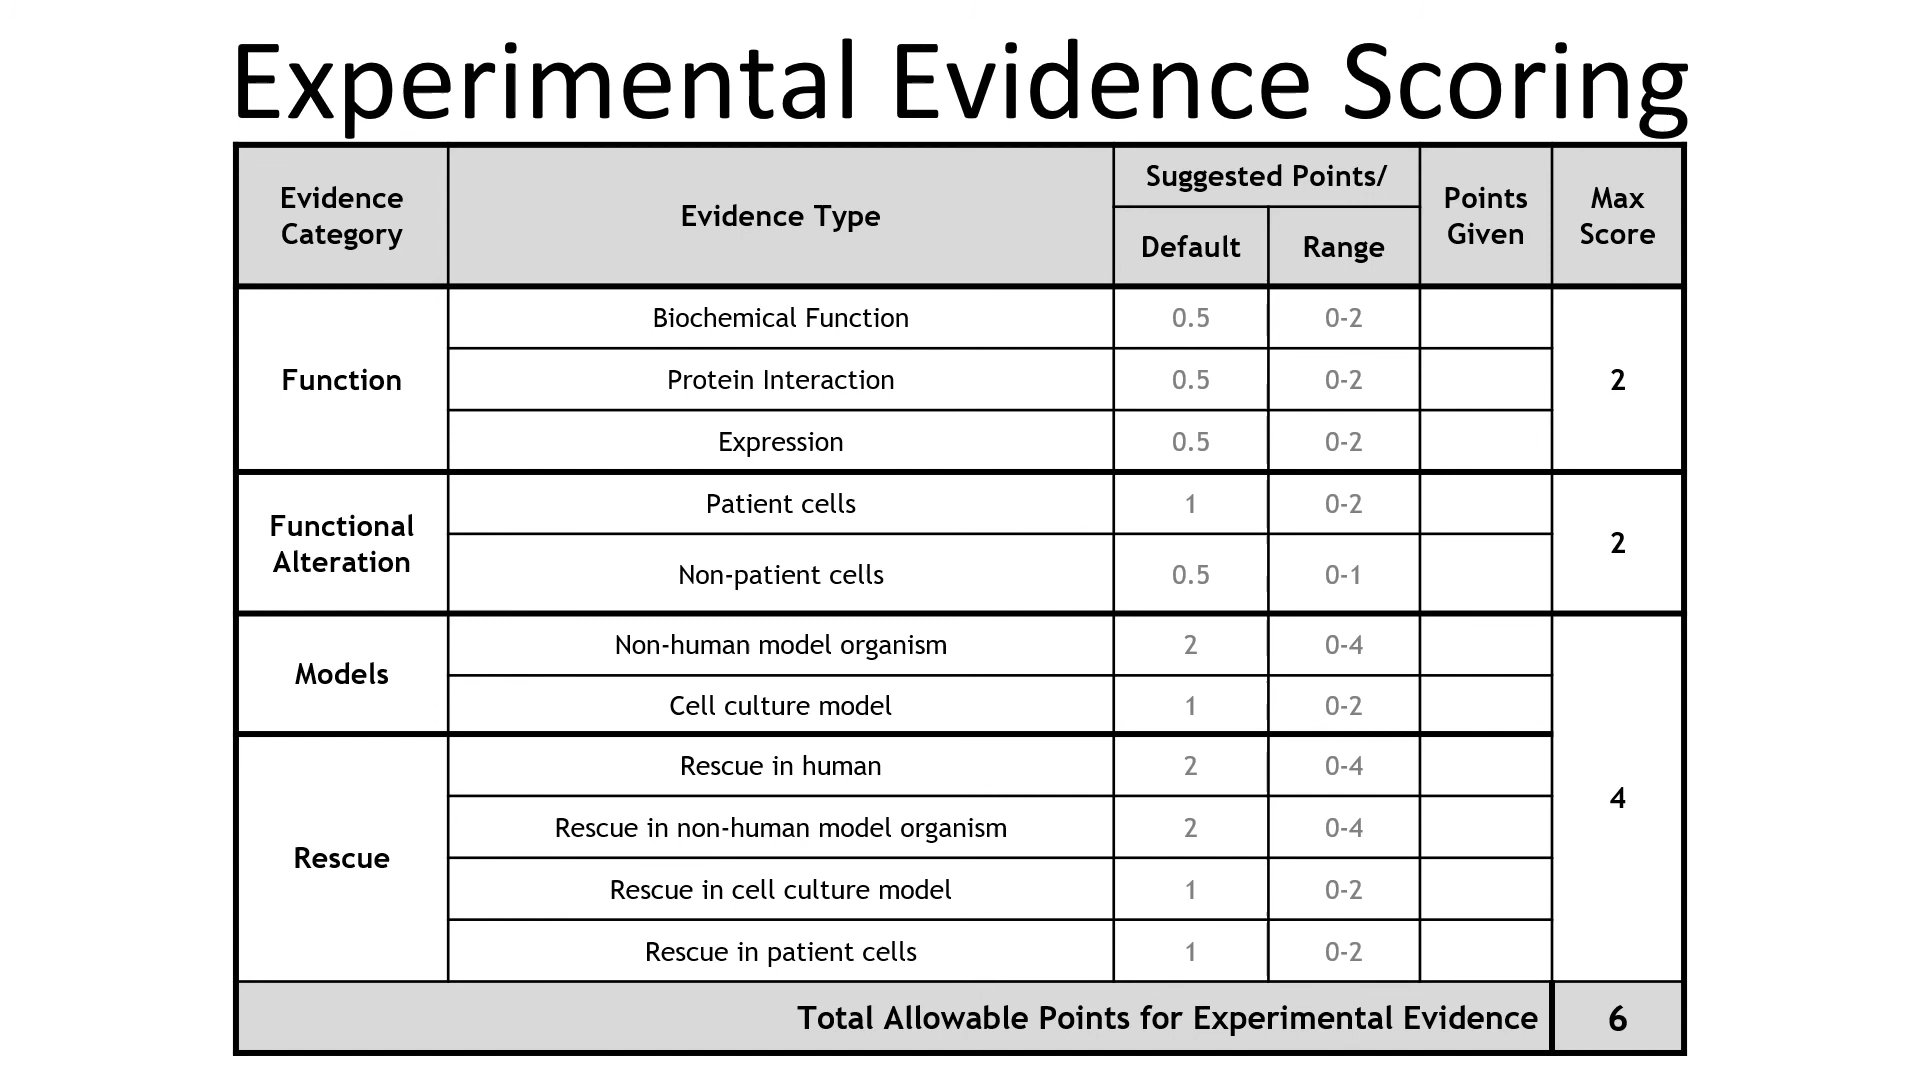 Experimental Evidence Scoring
Evidence
Category
Evidence Type
Suggested Points/
Default
Range
Points
Given
Max
Score
Function
Biochemical Function
0.5
0-2
2
Protein Interaction
0.5
0-2
Expression
0.5
0-2
Functional
Alteration
Patient cells
1
0-2
2
Non-patient cells
0.5
0-1
Models
Non-human model organism
2
0-4
4
Cell culture model
1
0-2
Rescue
Rescue in human
2
0-4
Rescue in non-human model organism
2
0-4
Rescue in cell culture model
1
0-2
Rescue in patient cells
1
0-2
Total Allowable Points for Experimental Evidence
6